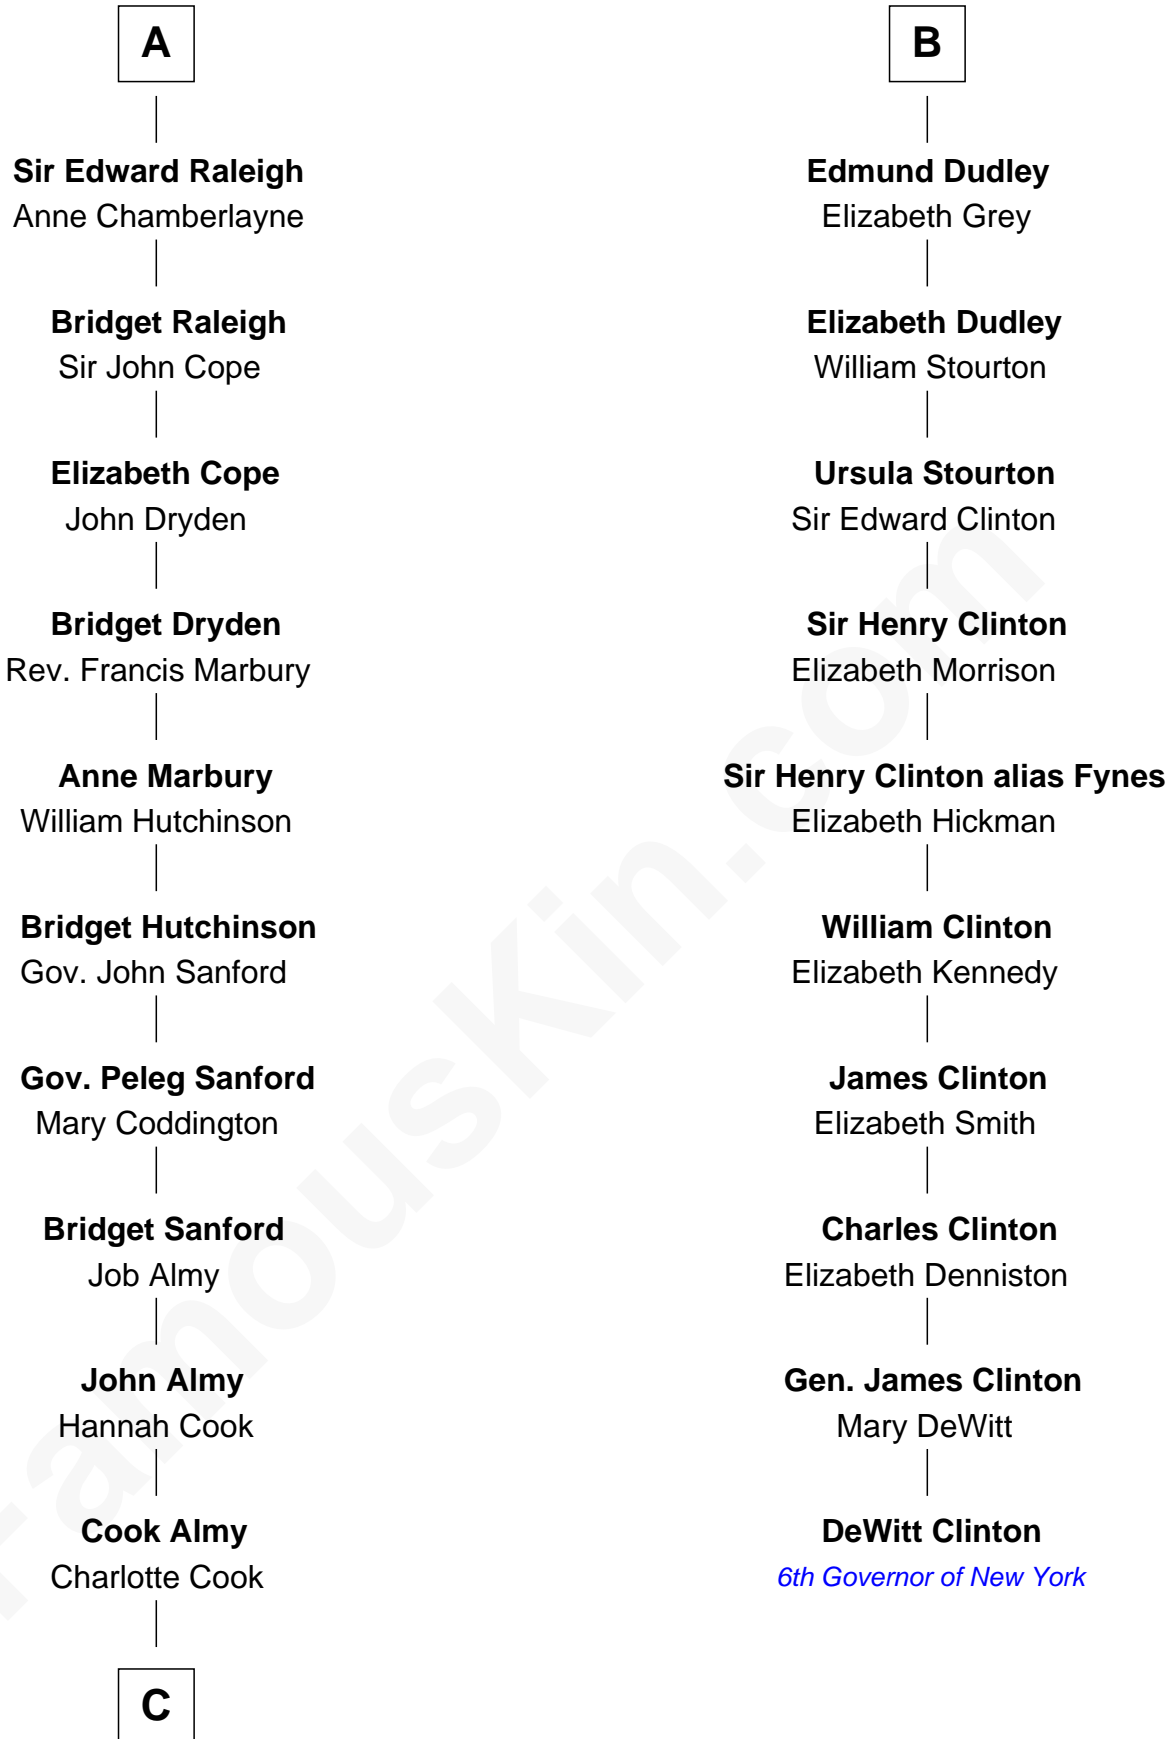 A
Sir Edward Raleigh
Anne Chamberlayne
Bridget Raleigh
Sir John Cope
Elizabeth Cope
John Dryden
Bridget Dryden
Rev. Francis Marbury
Anne Marbury
William Hutchinson
Bridget Hutchinson
Gov. John Sanford
Gov. Peleg Sanford
Mary Coddington
Bridget Sanford
Job Almy
John Almy
Hannah Cook
Cook Almy
Charlotte Cook
C
B
Edmund Dudley
Elizabeth Grey
Elizabeth Dudley
William Stourton
Ursula Stourton
Sir Edward Clinton
Sir Henry Clinton
Elizabeth Morrison
Sir Henry Clinton alias Fynes
Elizabeth Hickman
William Clinton
Elizabeth Kennedy
James Clinton
Elizabeth Smith
Charles Clinton
Elizabeth Denniston
Gen. James Clinton
Mary DeWitt
DeWitt Clinton
6th Governor of New York
FamousKin.com